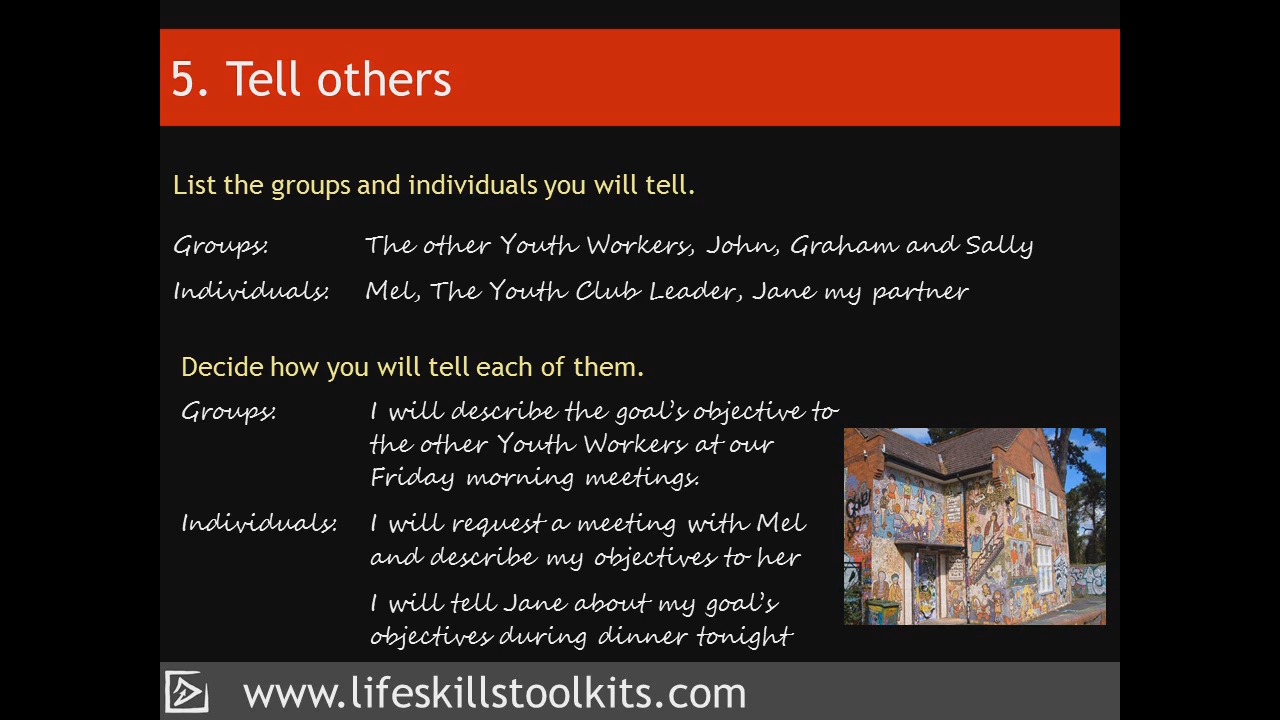 5. Tell others
List the groups and individuals you will tell.
Groups: The other Youth Workers, John, Graham and Sally
Individuals: Mel, The Youth Club Leader, Jane my partner
Decide how you will tell each of them.
Groups: I will describe the goal's objective to
the other Youth Workers at our
Friday morning meetings.
Individuals: I will request a meeting with Mel
and describe my objectives to her
I will tell Jane about my goal's
objectives during dinner tonight
www.lifeskillstoolkits.com